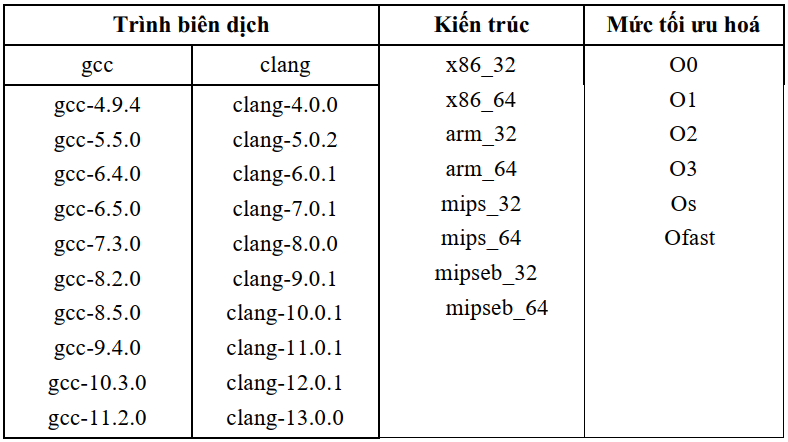 Trình biên dịch Kiến trúc Mức tối ưu hoá
gcc clang x86_32 O0
gcc-4.9.4 clang-4.0.0 x86_64 O1
gcc-5.5.0 clang-5.0.2 arm_32 O2
gcc-6.4.0 clang-6.0.1 arm_64 O3
gcc-6.5.0 clang-7.0.1 mips_32 Os
gcc-7.3.0 clang-8.0.0 mips_64 Ofast
gcc-8.2.0 clang-9.0.1 mipseb_32
gcc-8.5.0 clang-10.0.1 mipseb_64
gcc-9.4.0 clang-11.0.1
gcc-10.3.0 clang-12.0.1
gcc-11.2.0 clang-13.0.0